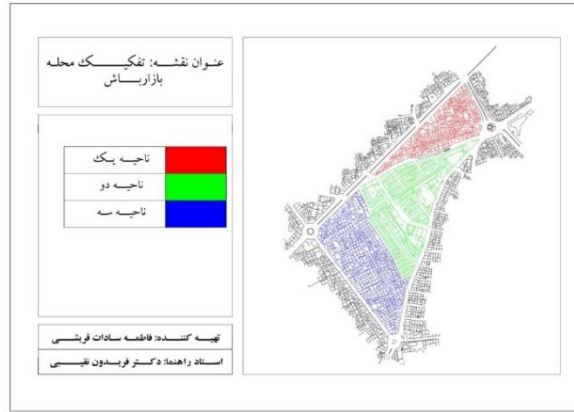 عنوان نقشه: تفکیک محله
بازارباش
ناحیه یک
ناحیه دو
ناحیه سه
تهیه کننده: فاطمه سادات قریشی
استاد راهنما: دکتر فریدون نقیبی